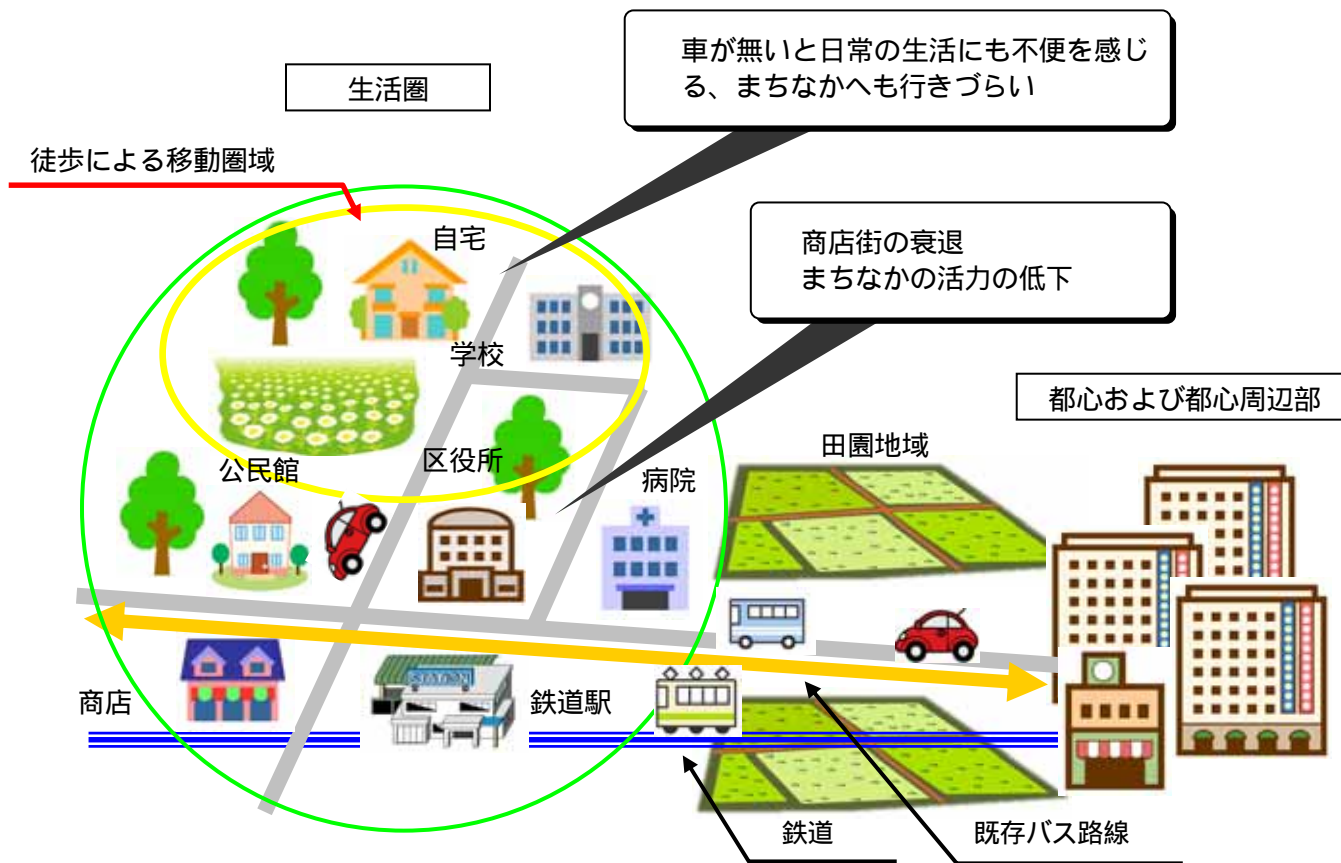 車が無いと日常の生活にも不便を感じ
る、まちなかへも行きづらい
生活圏
徒歩による移動圏域
自宅
商店街の衰退
まちなかの活力の低下
学校
都心および都心周辺部
田園地域
公民館
区役所
病院
商店
STATION
鉄道駅
鉄道
既存バス路線